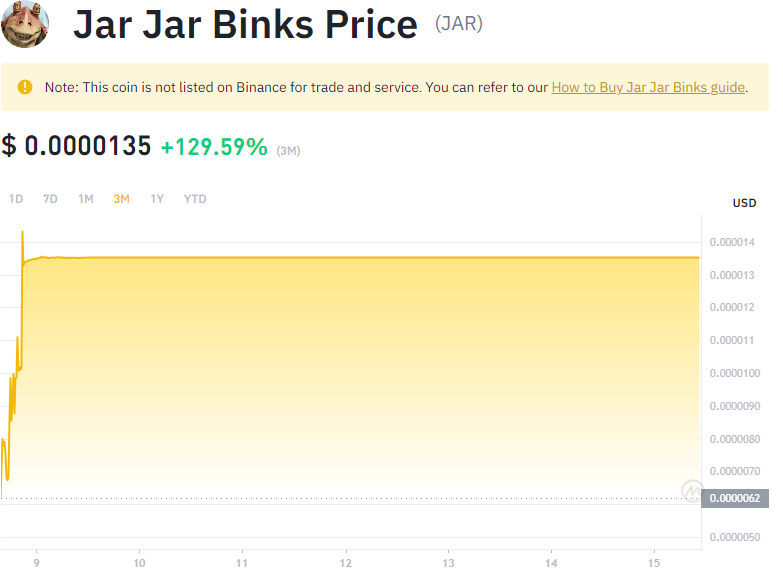 Jar Jar Binks Price (JAR)
Note: This coin is not listed on Binance for trade and service. You can refer to our How to Buy Jar Jar Binks guide.
$ 0.0000135 +129.59% (3M)
1D 7D 1M 3M 1Y YTD
USD
0.000014
0.000013
0.000012
0.000011
0.0000100
0.0000090
0.0000080
0.0000070
0.0000062
0.0000050
9 10 11 12 13 14 15